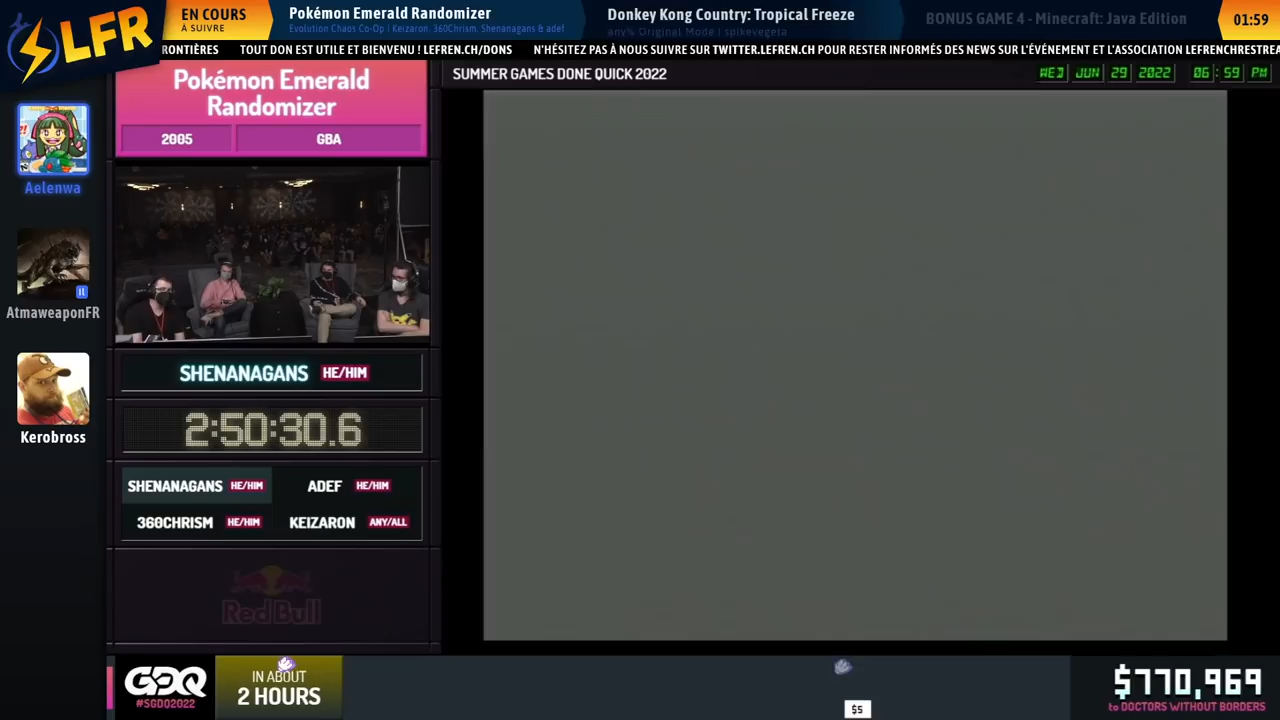 LFR
EN COURS
À SUIVRE
Pokémon Emerald Randomizer
Evolution Chaos Co-Op | Keizaron, 360Chrism, Shenanagans & adef
Donkey Kong Country: Tropical Freeze
any% Original Mode | spikevegeta
BONUS GAME 4 - Minecraft: Java Edition
01:59
RONTIÈRES TOUT DON EST UTILE ET BIENVENU ! LEFREN.CH/DONS N'HÉSITEZ PAS À NOUS SUIVRE SUR TWITTER.LEFREN.CH POUR RESTER INFORMÉS DES NEWS SUR L'ÉVÉNEMENT ET L'ASSOCIATION LEFRENCHRESTREA
Pokémon Emerald
Randomizer
2005 GBA
SUMMER GAMES DONE QUICK 2022
WED JUN 29 2022 06:59 PM
Aelenwa
AtmaweaponFR
Kerobross
SHENANAGANS HE/HIM
2:50:30.6
SHENANAGANS HE/HIM ADEF HE/HIM
360CHRISM HE/HIM KEIZARON ANY/ALL
Red Bull
GDQ
#SGDQ2022
IN ABOUT
2 HOURS
$5
$770,969
to DOCTORS WITHOUT BORDERS